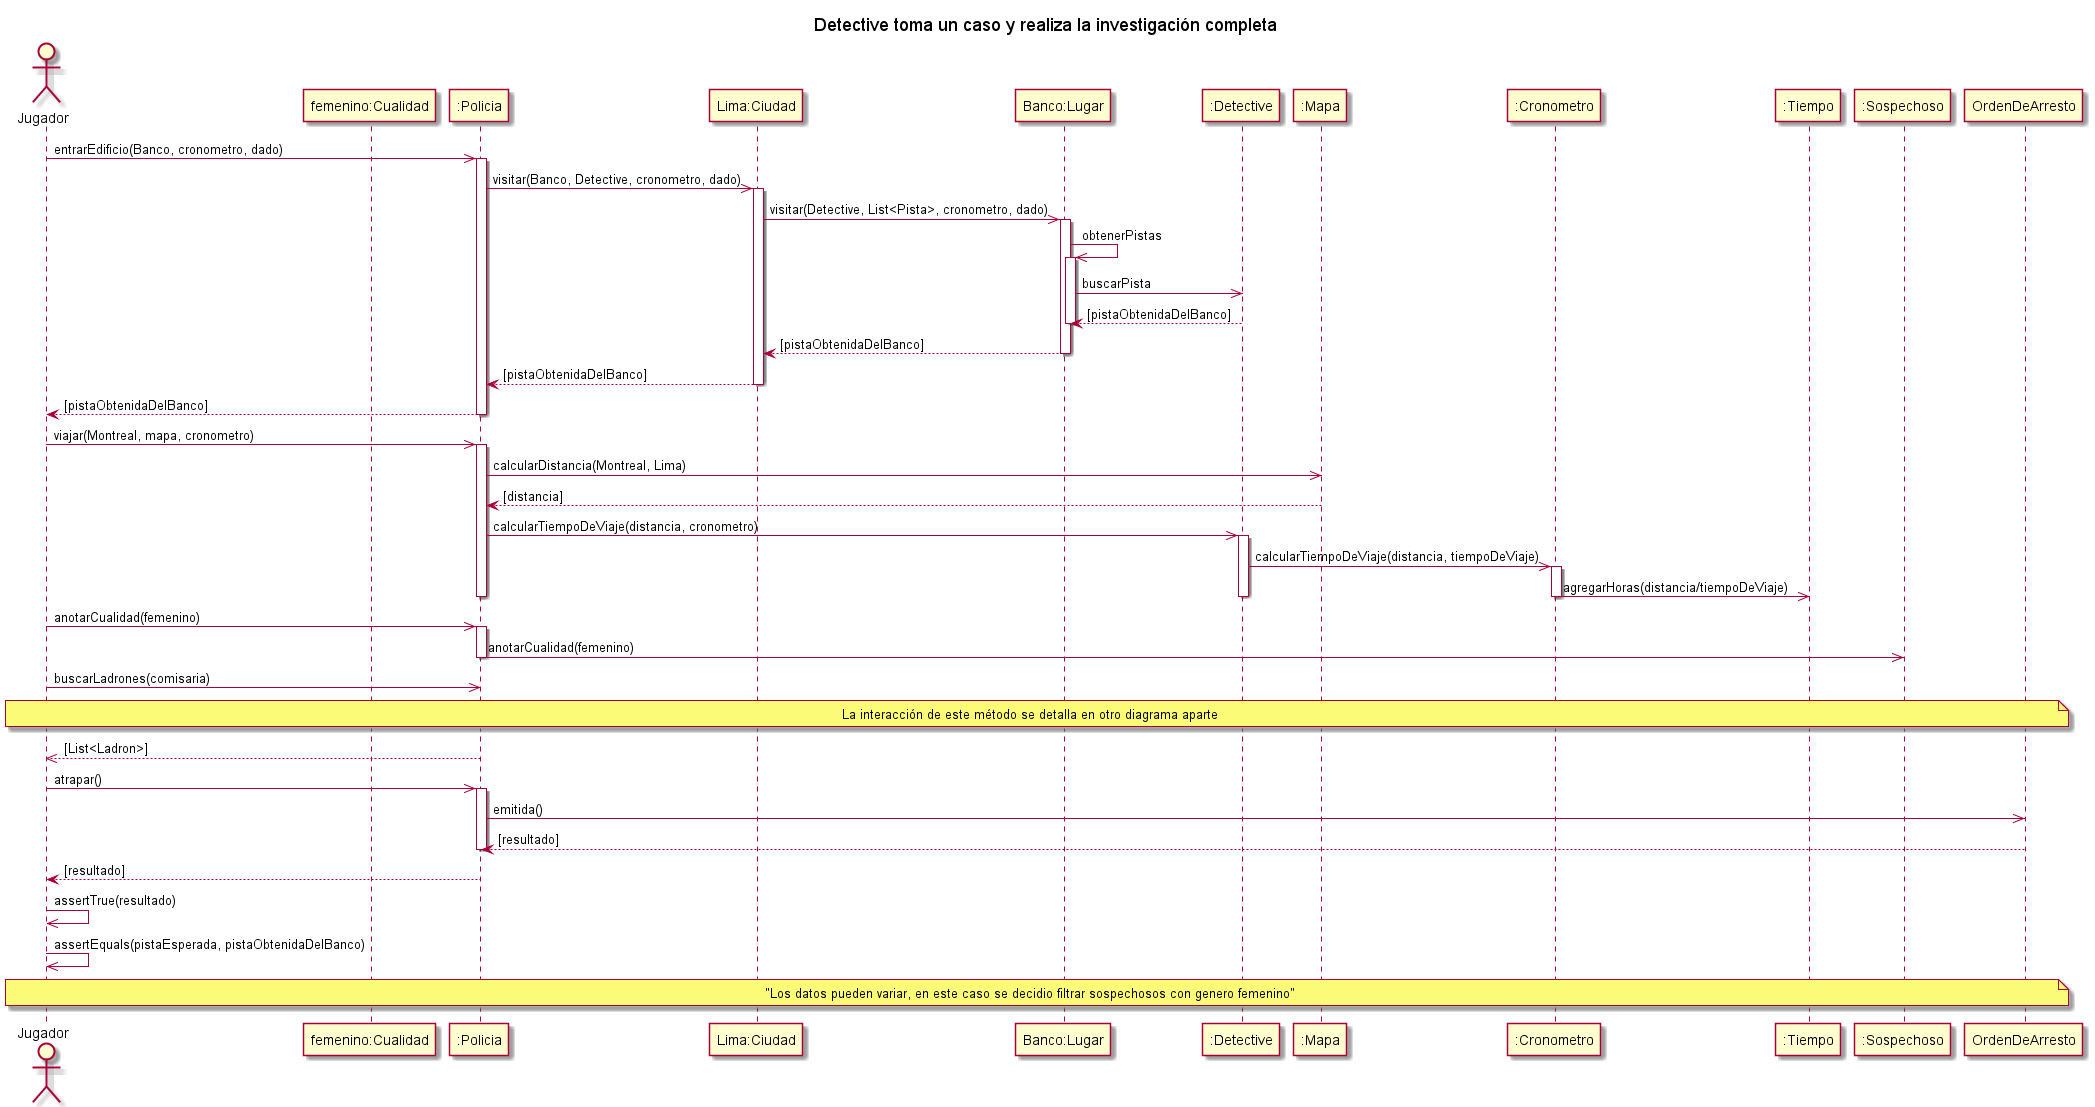 Detective toma un caso y realiza la investigación completa
Jugador
femenino:Cualidad
:Policia
Lima:Ciudad
Banco:Lugar
:Detective
:Mapa
:Cronometro
:Tiempo
:Sospechoso
OrdenDeArresto
entrarEdificio(Banco, cronometro, dado)
visitar(Banco, Detective, cronometro, dado)
visitar(Detective, List<Pista>, cronometro, dado)
obtenerPistas
buscarPista
[pistaObtenidaDelBanco]
[pistaObtenidaDelBanco]
[pistaObtenidaDelBanco]
[pistaObtenidaDelBanco]
viajar(Montreal, mapa, cronometro)
calcularDistancia(Montreal, Lima)
[distancia]
calcularTiempoDeViaje(distancia, cronometro)
calcularTiempoDeViaje(distancia, tiempoDeViaje)
agregarHoras(distancia/tiempoDeViaje)
anotarCualidad(femenino)
anotarCualidad(femenino)
buscarLadrones(comisaria)
La interacción de este método se detalla en otro diagrama aparte
[List<Ladron>]
atrapar()
emitida()
[resultado]
[resultado]
assertTrue(resultado)
assertEquals(pistaEsperada, pistaObtenidaDelBanco)
"Los datos pueden variar, en este caso se decidio filtrar sospechosos con genero femenino"
Jugador
femenino:Cualidad
:Policia
Lima:Ciudad
Banco:Lugar
:Detective
:Mapa
:Cronometro
:Tiempo
:Sospechoso
OrdenDeArresto